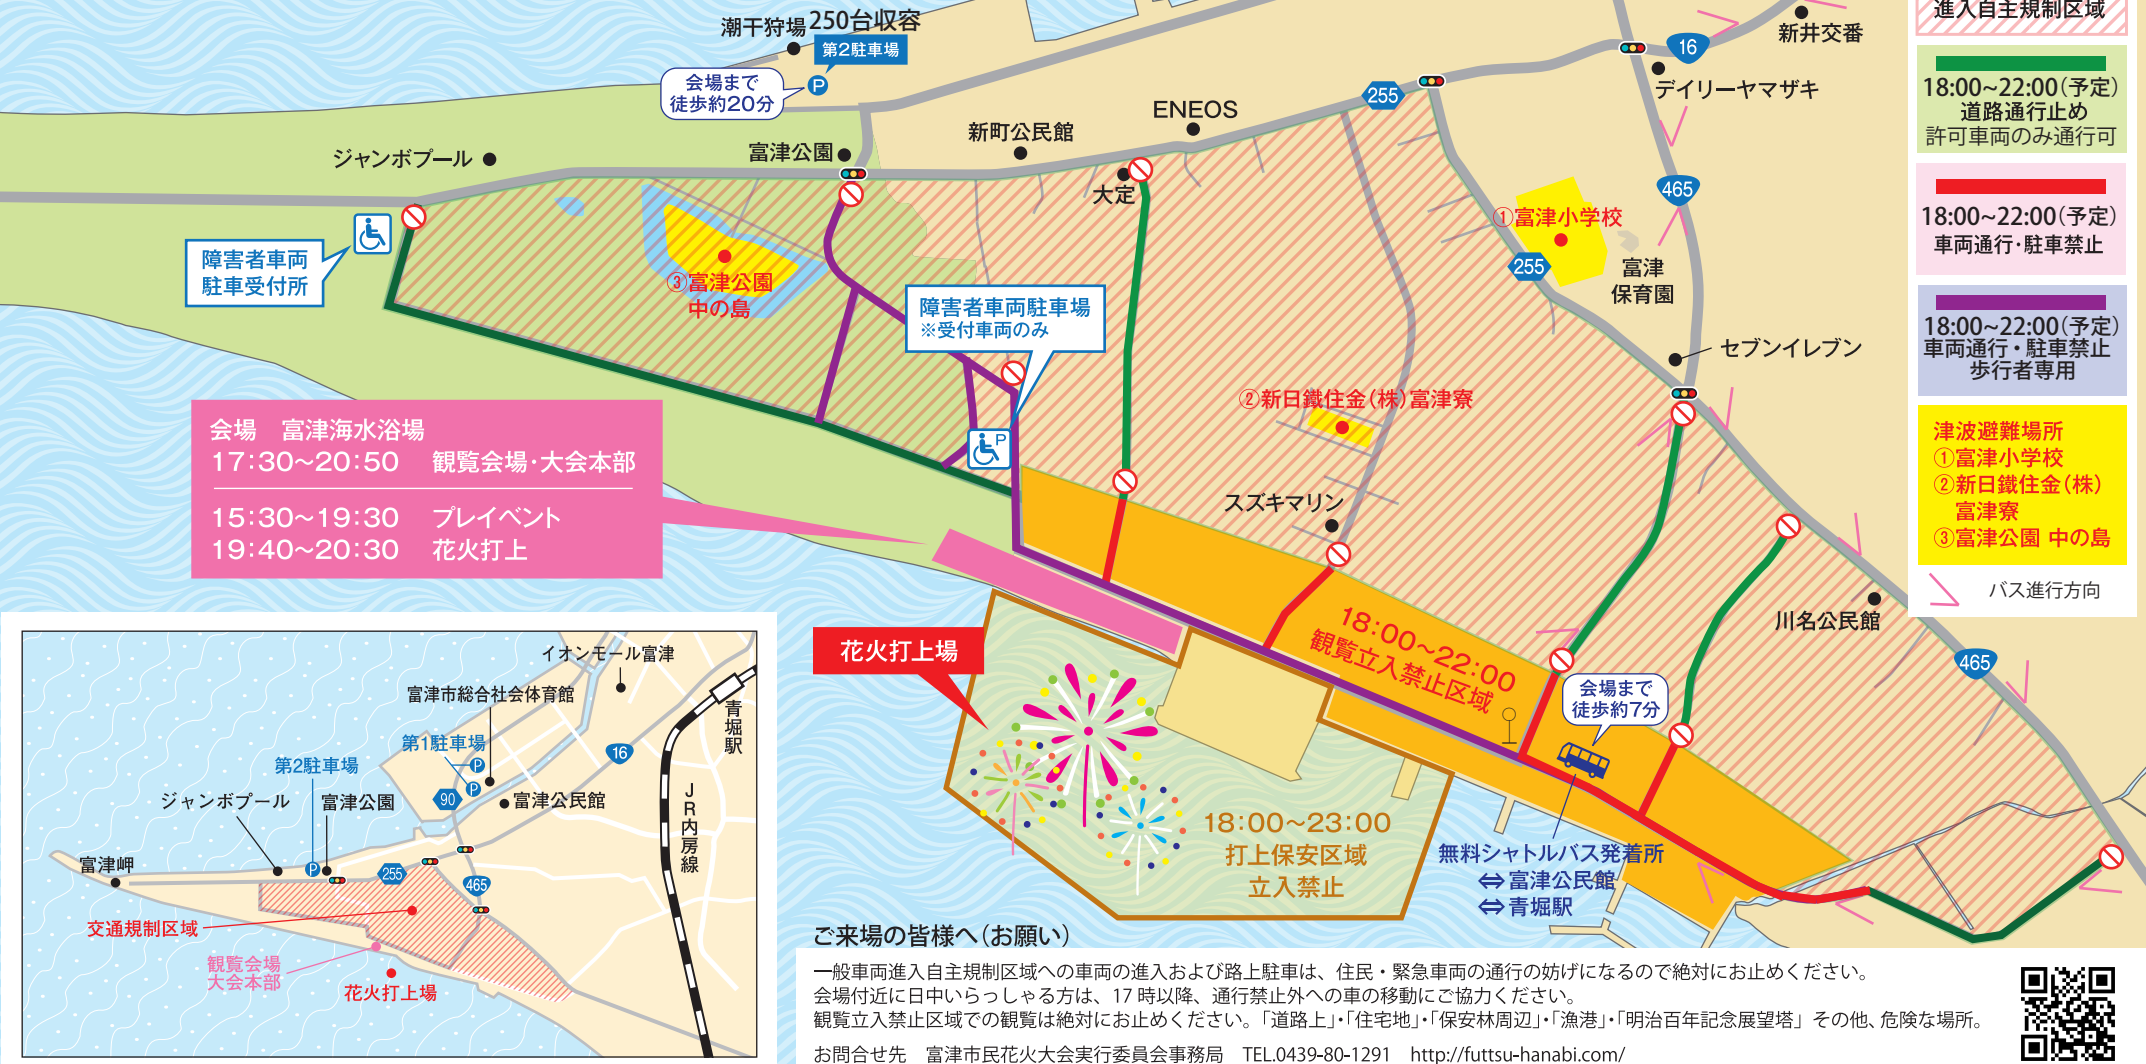 潮干狩場 250台収容
第2駐車場
会場まで
徒歩約20分
P
ジャンボプール
富津公園
新町公民館
ENEOS
大定
255
16
新井交番
デイリーヤマザキ
465
①富津小学校
255
富津
保育園
セブンイレブン
障害者車両
駐車受付所
③富津公園
中の島
障害者車両駐車場
※受付車両のみ
P
②新日鐵住金(株)富津寮
スズキマリン
川名公民館
465
会場　富津海水浴場
17:30~20:50　観覧会場・大会本部
15:30~19:30　プレイベント
19:40~20:30　花火打上
花火打上場
18:00~22:00
観覧立入禁止区域
会場まで
徒歩約7分
18:00~23:00
打上保安区域
立入禁止
無料シャトルバス発着所
⇔富津公民館
⇔青堀駅
進入自主規制区域
18:00~22:00(予定)
道路通行止め
許可車両のみ通行可
18:00~22:00(予定)
車両通行・駐車禁止
18:00~22:00(予定)
車両通行・駐車禁止
歩行者専用
津波避難場所
①富津小学校
②新日鐵住金(株)
富津寮
③富津公園 中の島
バス進行方向
イオンモール富津
富津市総合社会体育館
青堀駅
第1駐車場
P
P
16
第2駐車場
90
ジャンボプール
富津公園
富津公民館
JR内房線
富津岬
P
255
465
交通規制区域
観覧会場
大会本部
花火打上場
ご来場の皆様へ(お願い)
一般車両進入自主規制区域への車両の進入および路上駐車は、住民・緊急車両の通行の妨げになるので絶対にお止めください。
会場付近に日中いらっしゃる方は、17時以降、通行禁止外への車の移動にご協力ください。
観覧立入禁止区域での観覧は絶対にお止めください。「道路上」・「住宅地」・「保安林周辺」・「漁港」・「明治百年記念展望塔」その他、危険な場所。
お問合せ先　富津市民花火大会実行委員会事務局　TEL.0439-80-1291　http://futtsu-hanabi.com/